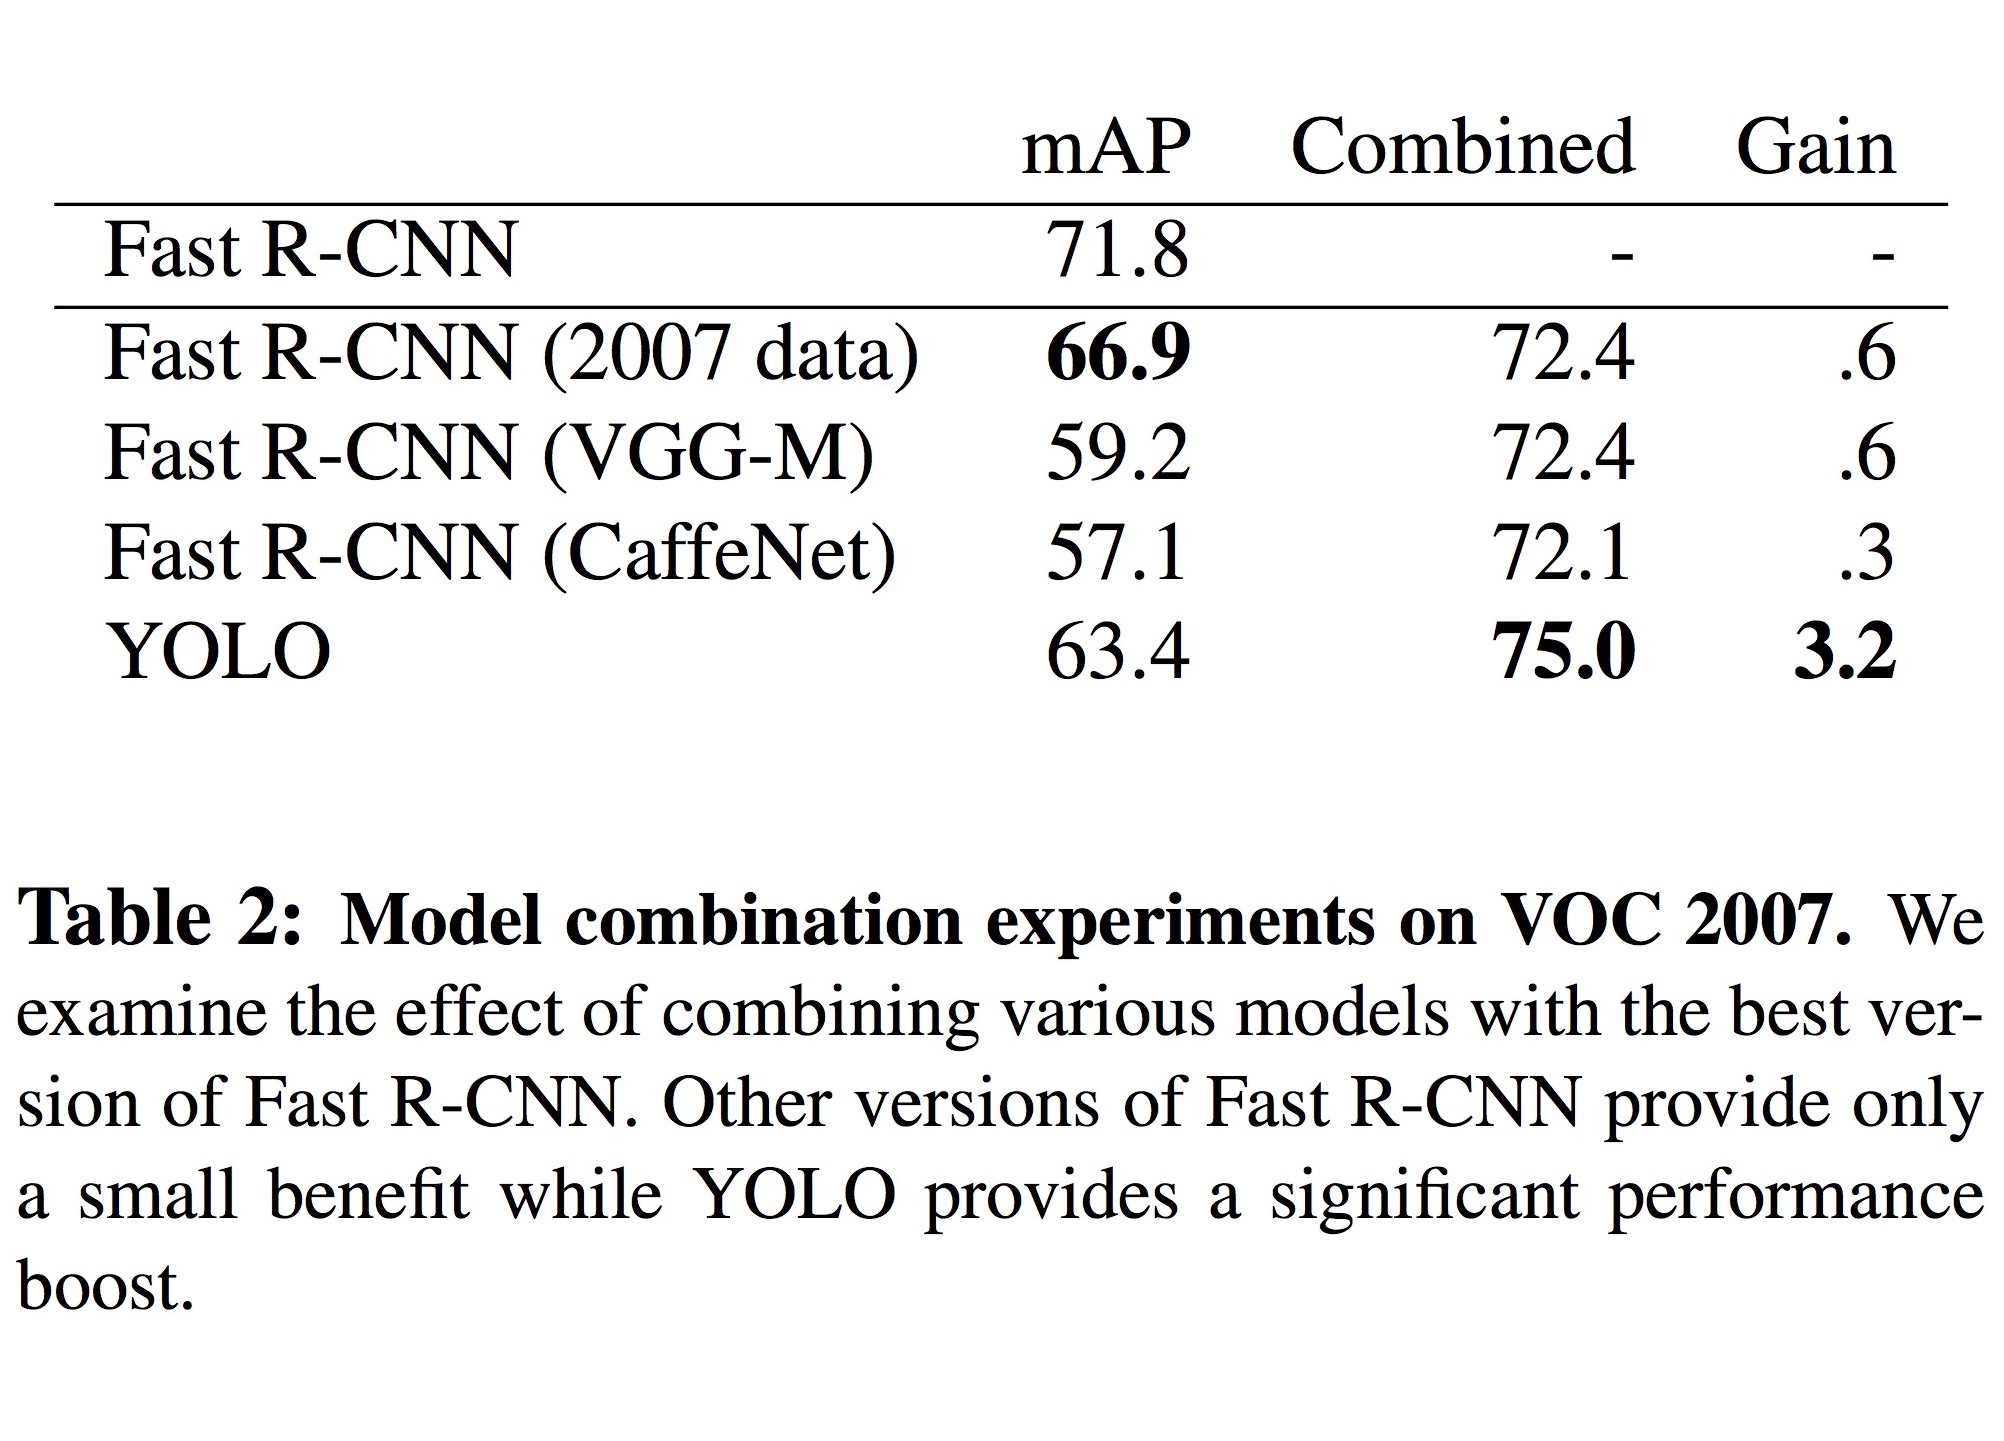 mAP Combined Gain
Fast R-CNN 71.8 - -
Fast R-CNN (2007 data) 66.9 72.4 .6
Fast R-CNN (VGG-M) 59.2 72.4 .6
Fast R-CNN (CaffeNet) 57.1 72.1 .3
YOLO 63.4 75.0 3.2
Table 2: Model combination experiments on VOC 2007. We
examine the effect of combining various models with the best ver-
sion of Fast R-CNN. Other versions of Fast R-CNN provide only
a small benefit while YOLO provides a significant performance
boost.